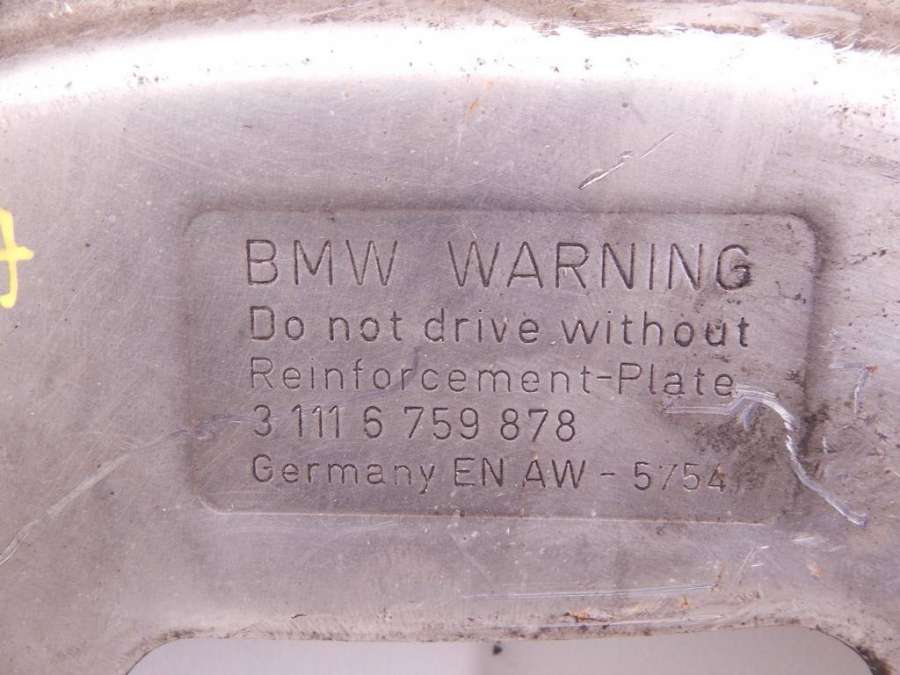 BMW WARNING
Do not drive without
Reinforcement-Plate
3 111 6 759 878
Germany EN AW - 5754